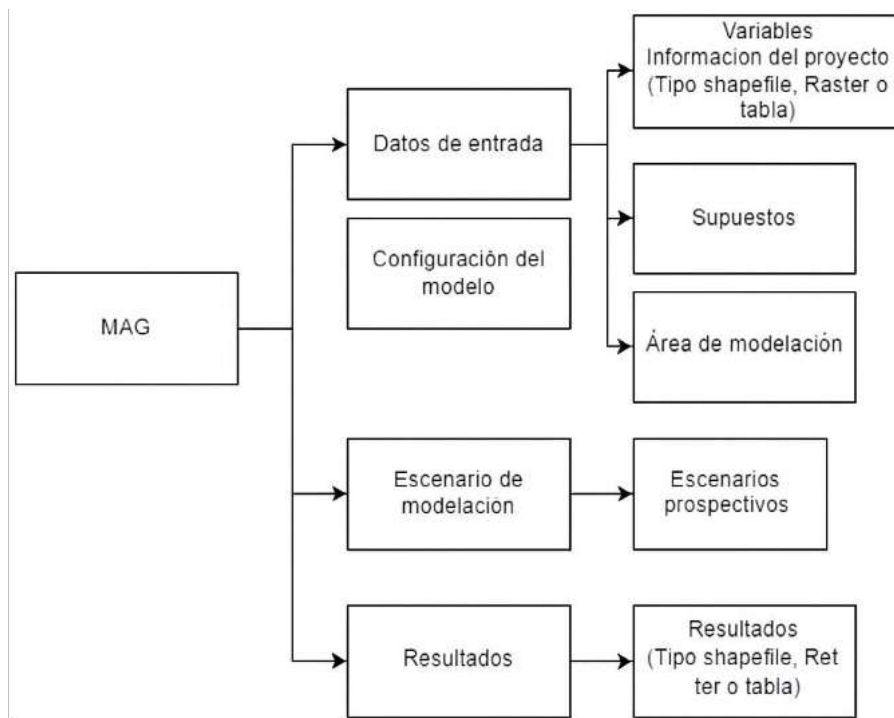 Variables
Informacion del proyecto
(Tipo shapefile, Raster o
tabla)
Datos de entrada
Supuestos
Configuración del
modelo
MAG
Área de modelación
Escenario de
modelación
Escenarios
prospectivos
Resultados
Resultados
(Tipo shapefile, Ret
ter o tabla)